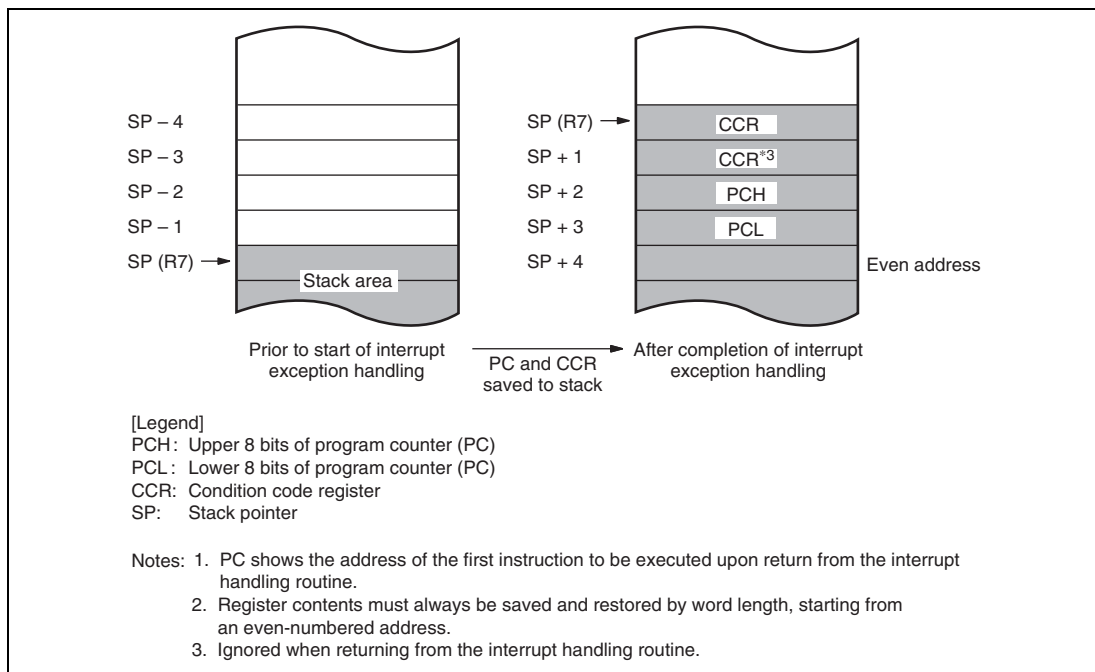 SP – 4
SP – 3
SP – 2
SP – 1
SP (R7)
Stack area
SP (R7)
SP + 1
SP + 2
SP + 3
SP + 4
CCR
CCR*3
PCH
PCL
Even address
Prior to start of interrupt
exception handling
PC and CCR
saved to stack
After completion of interrupt
exception handling
[Legend]
PCH: Upper 8 bits of program counter (PC)
PCL: Lower 8 bits of program counter (PC)
CCR: Condition code register
SP: Stack pointer
Notes: 1. PC shows the address of the first instruction to be executed upon return from the interrupt
handling routine.
2. Register contents must always be saved and restored by word length, starting from
an even-numbered address.
3. Ignored when returning from the interrupt handling routine.